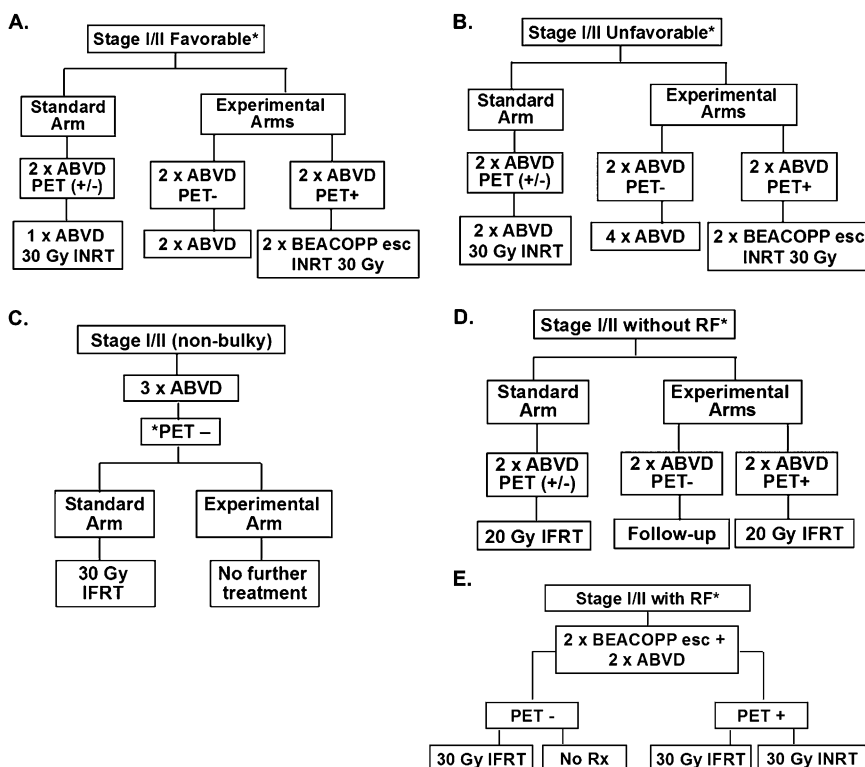 A.
Stage I/II Favorable*
Standard
Arm
Experimental
Arms
2 x ABVD
PET (+/-)
2 x ABVD
PET-
2 x ABVD
PET+
1 x ABVD
30 Gy INRT
2 x ABVD
2 x BEACOPP esc
INRT 30 Gy
B.
Stage I/II Unfavorable*
Standard
Arm
Experimental
Arms
2 x ABVD
PET (+/-)
2 x ABVD
PET-
2 x ABVD
PET+
2 x ABVD
30 Gy INRT
4 x ABVD
2 x BEACOPP esc
INRT 30 Gy
C.
Stage I/II (non-bulky)
3 x ABVD
*PET –
Standard
Arm
Experimental
Arm
30 Gy
IFRT
No further
treatment
D.
Stage I/II without RF*
Standard
Arm
Experimental
Arms
2 x ABVD
PET (+/-)
2 x ABVD
PET-
2 x ABVD
PET+
20 Gy IFRT
Follow-up
20 Gy IFRT
E.
Stage I/II with RF*
2 x BEACOPP esc +
2 x ABVD
PET -
PET +
30 Gy IFRT
No Rx
30 Gy IFRT
30 Gy INRT